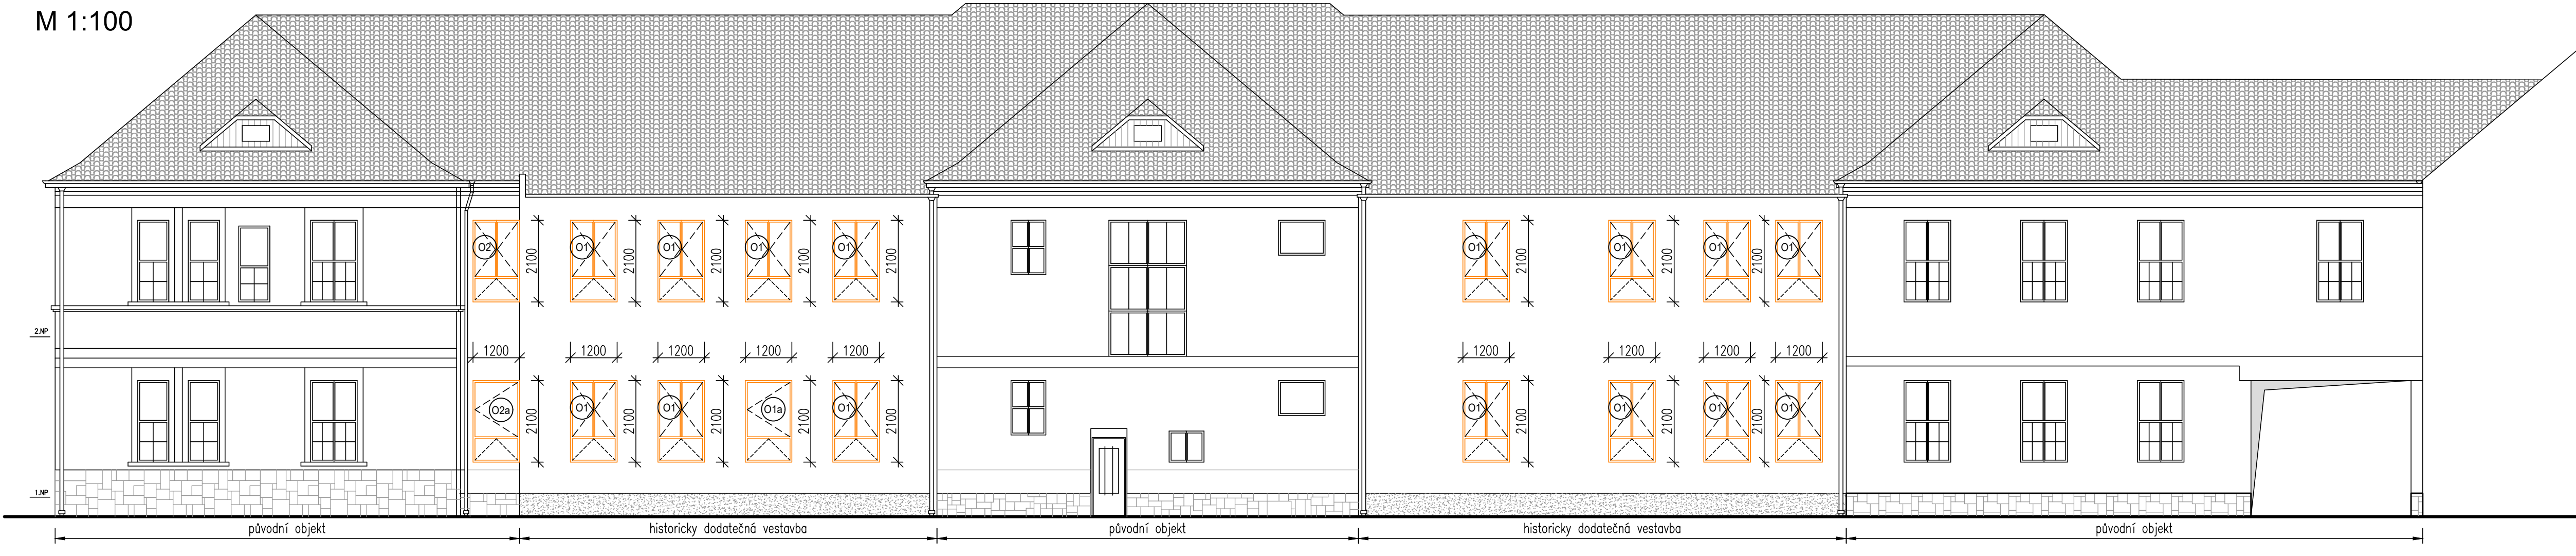 M 1:100
O2 2100 O1 2100 O1 2100 O1 2100 O1 2100 O1 2100 O1 2100 O1 2100 O1 2100
2.NP
1200 1200 1200 1200 1200 1200 1200 1200 1200
O2a 2100 O1 2100 O1 2100 O1a 2100 O1 2100 O1 2100 O1 2100 O1 2100 O1
1.NP
původní objekt historicky dodatečná vestavba původní objekt historicky dodatečná vestavba původní objekt